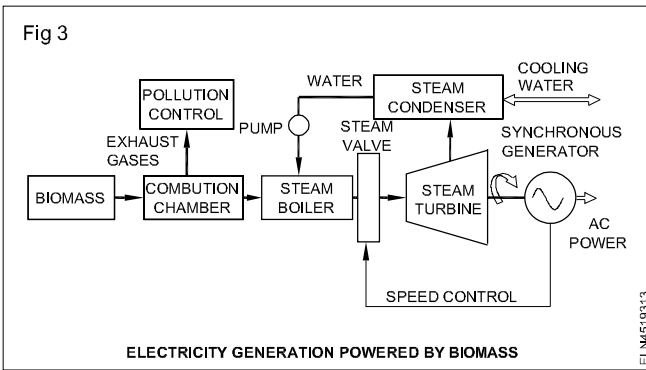 Fig 3
POLLUTION
CONTROL
WATER
STEAM
CONDENSER
COOLING
WATER
PUMP
STEAM
VALVE
SYNCHRONOUS
GENERATOR
EXHAUST
GASES
BIOMASS
COMBUTION
CHAMBER
STEAM
BOILER
STEAM
TURBINE
AC
POWER
SPEED CONTROL
ELECTRICITY GENERATION POWERED BY BIOMASS
ELN4519313